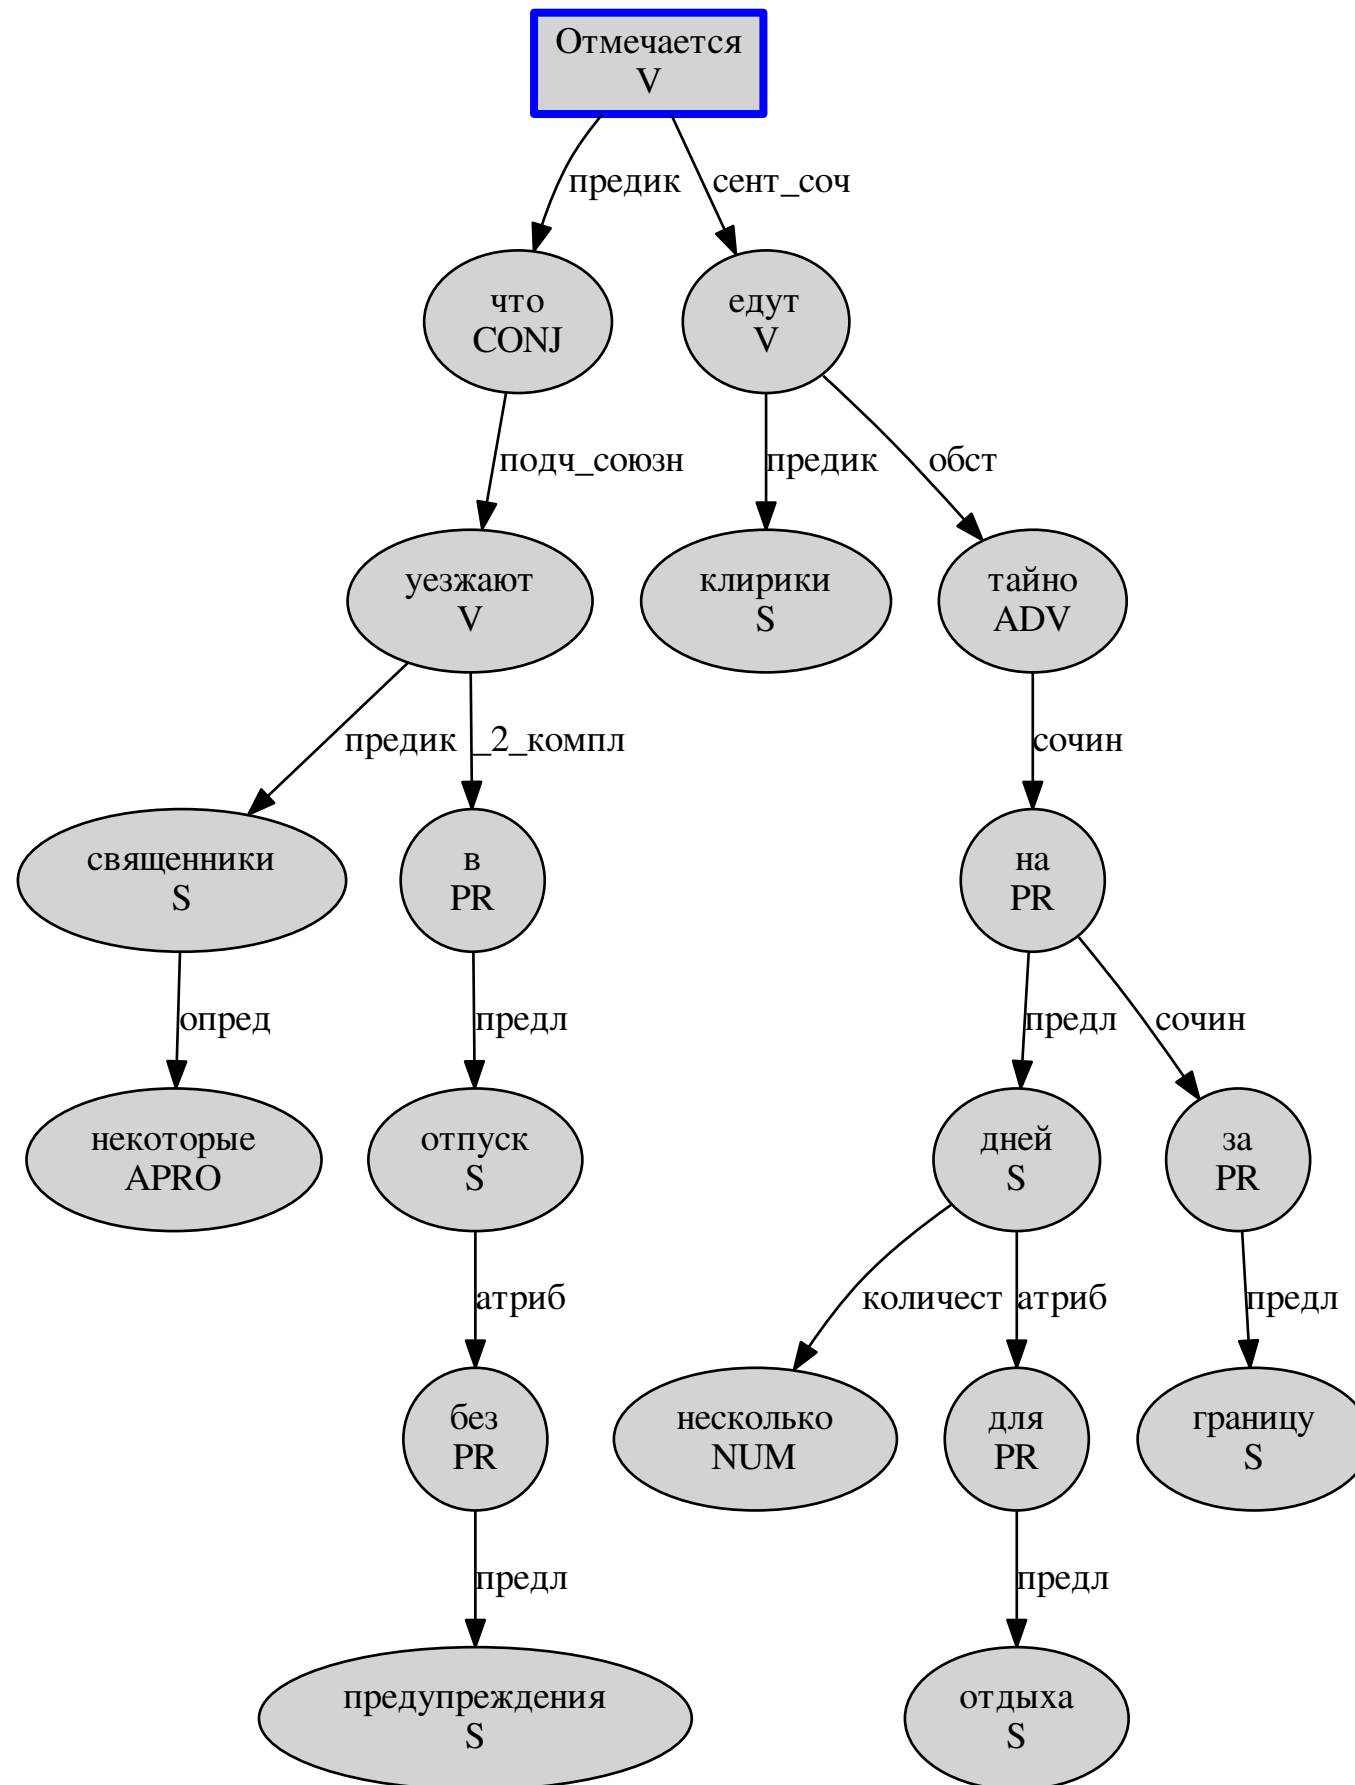 Отмечается
V
предик
сент_соч
что
CONJ
едут
V
подч_союзн
предик
обст
уезжают
V
клирики
S
тайно
ADV
предик
_2_компл
сочин
священники
S
в
PR
на
PR
опред
предл
предл
сочин
некоторые
APRO
отпуск
S
дней
S
за
PR
атриб
количест
атриб
предл
без
PR
несколько
NUM
для
PR
границу
S
предл
предл
предупреждения
S
отдыха
S